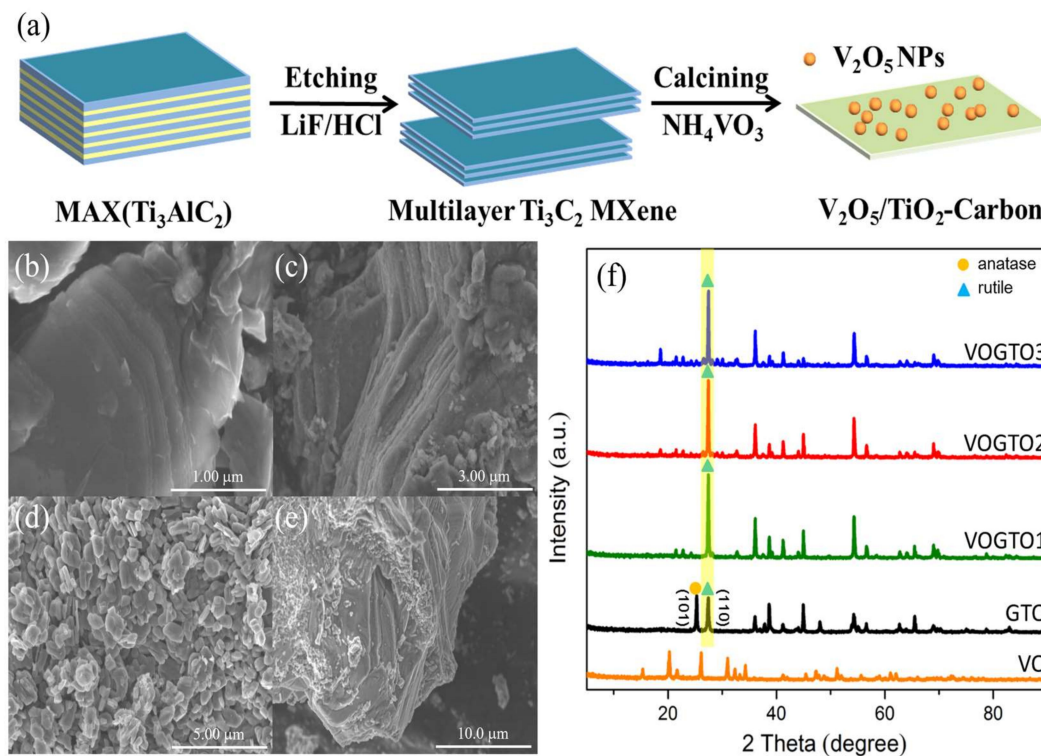 (a)
Etching
LiF/HCl
Calcining
NH₄VO₃
V₂O₅ NPs
MAX(Ti₃AlC₂)
Multilayer Ti₃C₂ MXene
V₂O₅/TiO₂-Carbon
(b)
1.00 μm
(c)
3.00 μm
(d)
5.00 μm
(e)
10.0 μm
(f)
anatase
rutile
VOGTO3
VOGTO2
VOGTO1
(101)
(110)
GTO
VO
Intensity (a.u.)
20 40 60 80
2 Theta (degree)